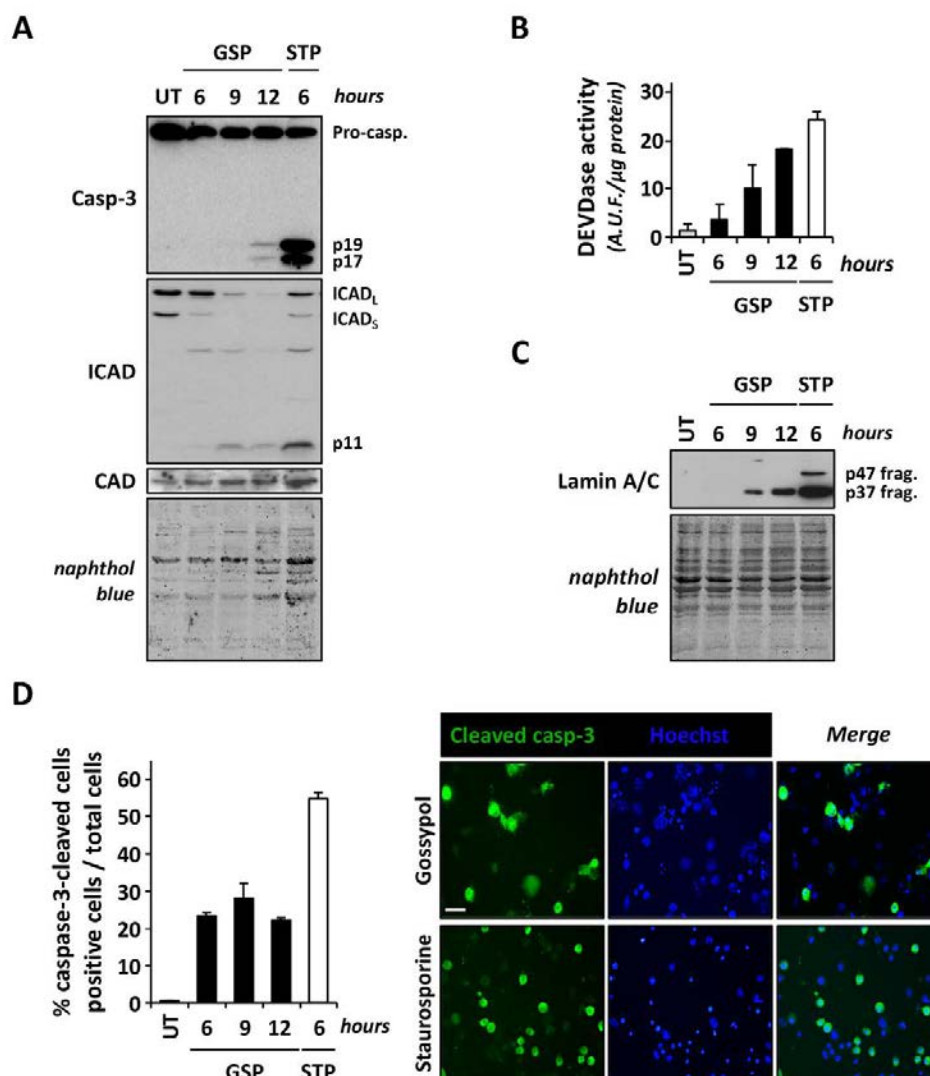 A
GSP STP
UT 6 9 12 6 hours
Pro-casp.
Casp-3
p19
p17
ICADL
ICADS
ICAD
p11
CAD
naphthol
blue
B
DEVDase activity
(A.U.F./µg protein)
30
20
10
0
UT 6 9 12 6 hours
GSP STP
C
GSP STP
UT 6 9 12 6 hours
Lamin A/C
p47 frag.
p37 frag.
naphthol
blue
D
% caspase-3-cleaved cells
positive cells / total cells
60
50
40
30
20
10
0
UT 6 9 12 6 hours
GSP STP
Cleaved casp-3 Hoechst Merge
Gossypol
Staurosporine